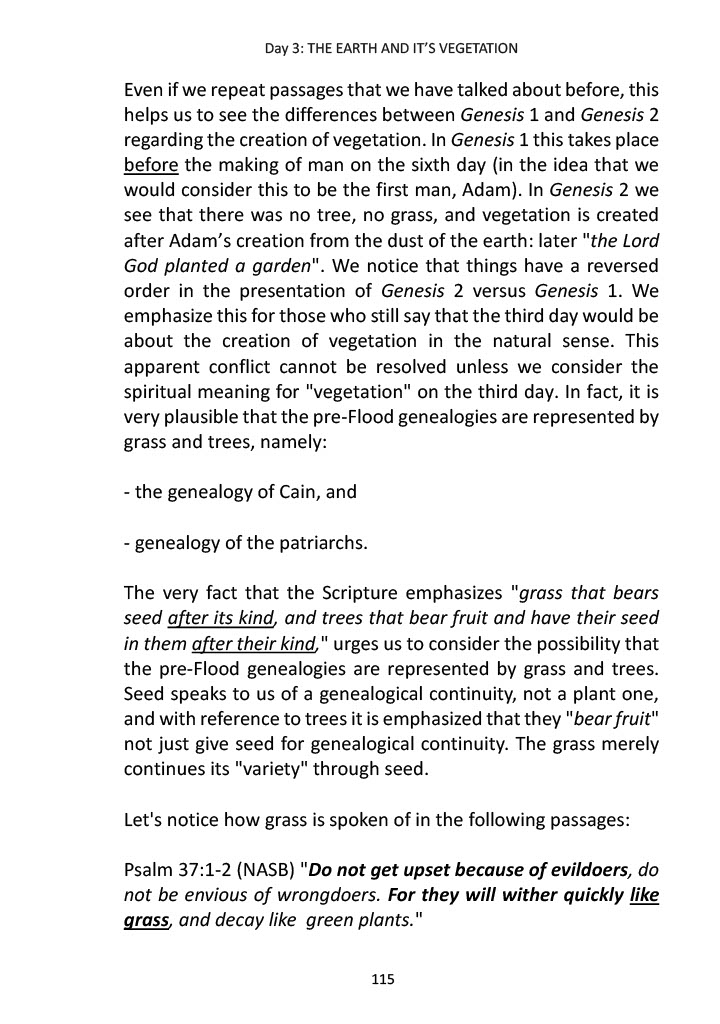 Day 3: THE EARTH AND IT’S VEGETATION
Even if we repeat passages that we have talked about before, this
helps us to see the differences between Genesis 1 and Genesis 2
regarding the creation of vegetation. In Genesis 1 this takes place
before the making of man on the sixth day (in the idea that we
would consider this to be the first man, Adam). In Genesis 2 we
see that there was no tree, no grass, and vegetation is created
after Adam’s creation from the dust of the earth: later "the Lord
God planted a garden". We notice that things have a reversed
order in the presentation of Genesis 2 versus Genesis 1. We
emphasize this for those who still say that the third day would be
about the creation of vegetation in the natural sense. This
apparent conflict cannot be resolved unless we consider the
spiritual meaning for "vegetation" on the third day. In fact, it is
very plausible that the pre-Flood genealogies are represented by
grass and trees, namely:
- the genealogy of Cain, and
- genealogy of the patriarchs.
The very fact that the Scripture emphasizes "grass that bears
seed after its kind, and trees that bear fruit and have their seed
in them after their kind," urges us to consider the possibility that
the pre-Flood genealogies are represented by grass and trees.
Seed speaks to us of a genealogical continuity, not a plant one,
and with reference to trees it is emphasized that they "bear fruit"
not just give seed for genealogical continuity. The grass merely
continues its "variety" through seed.
Let's notice how grass is spoken of in the following passages:
Psalm 37:1-2 (NASB) "Do not get upset because of evildoers, do
not be envious of wrongdoers. For they will wither quickly like
grass, and decay like  green plants."
115